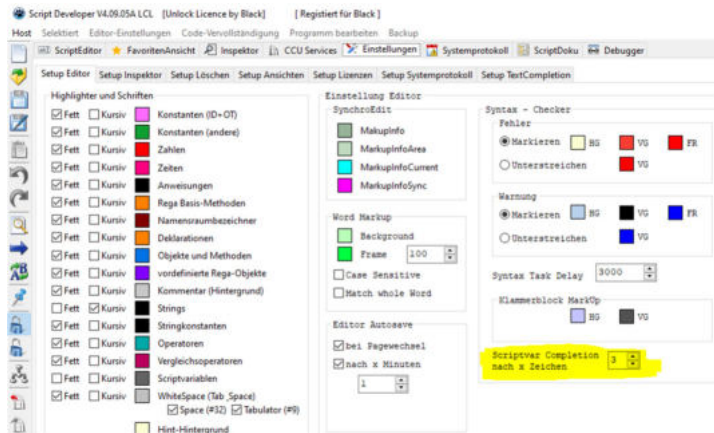 Script Developer V4.09.05A LCL [Unlock Licence by Black] [ Registiert für Black ]
Host Selektiert Editor-Einstellungen Code-Vervollständigung Programm bearbeiten Backup
ScriptEditor FavoritenAnsicht Inspektor CCU Services Einstellungen Systemprotokoll ScriptDoku Debugger
Setup Editor Setup Inspektor Setup Löschen Setup Ansichten Setup Lizenzen Setup Systemprotokoll Setup TextCompletion
Highlighter und Schriften
Fett Kursiv Konstanten (ID+OT)
Fett Kursiv Konstanten (andere)
Fett Kursiv Zahlen
Fett Kursiv Zeiten
Fett Kursiv Anweisungen
Fett Kursiv Rega Basis-Methoden
Fett Kursiv Namensraumbezeichner
Fett Kursiv Deklarationen
Fett Kursiv Objekte und Methoden
Fett Kursiv vordefinierte Rega-Objekte
Fett Kursiv Kommentar (Hintergrund)
Fett Kursiv Strings
Fett Kursiv Stringkonstanten
Fett Kursiv Operatoren
Fett Kursiv Vergleichsoperatoren
Fett Kursiv Scriptvariablen
Fett Kursiv WhiteSpace (Tab ,Space)
Space (#32) Tabulator (#9)
Hint-Hintergrund
Einstellung Editor
SynchroEdit
MakupInfo
MarkupInfoArea
MarkupInfoCurrent
MarkupInfoSync
Word Markup
Background
Frame 100
Case Sensitive
Match whole Word
Editor Autosave
bei Pagewechsel
nach x Minuten
1
Syntax - Checker
Fehler
Markieren BG VG FR
Unterstreichen VG
Warnung
Markieren BG VG FR
Unterstreichen VG
Syntax Task Delay 3000
Klammerblock MarkUp
BG VG
Scriptvar Completion 3
nach x Zeichen